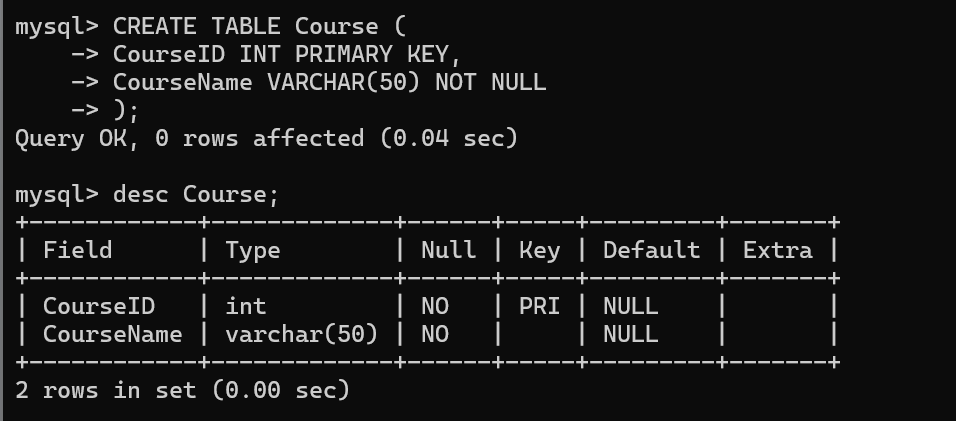 mysql> CREATE TABLE Course (
    -> CourseID INT PRIMARY KEY,
    -> CourseName VARCHAR(50) NOT NULL
    -> );
Query OK, 0 rows affected (0.04 sec)

mysql> desc Course;
+------------+-------------+------+-----+---------+-------+
| Field      | Type        | Null | Key | Default | Extra |
+------------+-------------+------+-----+---------+-------+
| CourseID   | int         | NO   | PRI | NULL    |       |
| CourseName | varchar(50) | NO   |     | NULL    |       |
+------------+-------------+------+-----+---------+-------+
2 rows in set (0.00 sec)